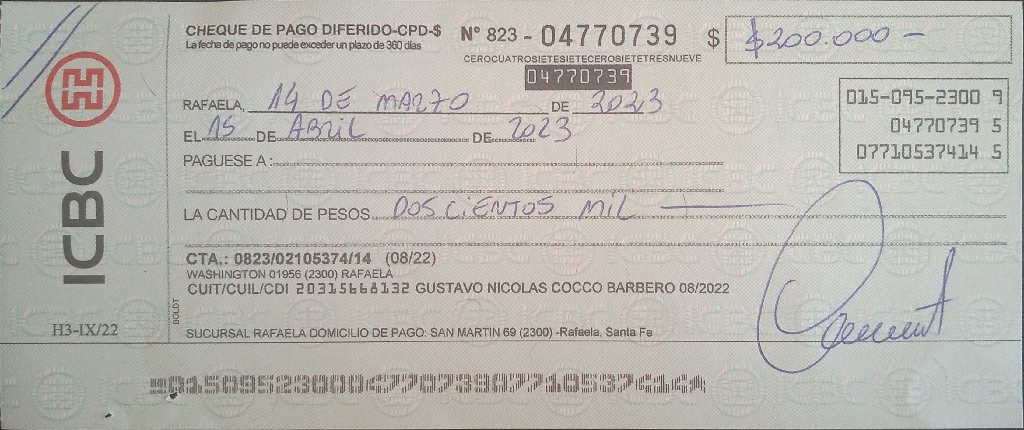 CHEQUE DE PAGO DIFERIDO-CPD-$ N° 823 - 04770739 $ $200.000 —
La fecha de pago no puede exceder un plazo de 360 días
CEROCUATROSIETESIETECEROSIETETRESNUEVE
04770739
RAFAELA, 14 DE MARZO DE 2023
EL 15 DE ABRIL DE 2023
015-095-2300 9
04770739 5
07710537414 5
PAGUESE A :
LA CANTIDAD DE PESOS DOSCIENTOS MIL —
ICBC
CTA.: 0823/02105374/14 (08/22)
WASHINGTON 01956 (2300) RAFAELA
CUIT/CUIL/CDI 20315668132 GUSTAVO NICOLAS COCCO BARBERO 08/2022
BOLDT
H3-IX/22
SUCURSAL RAFAELA DOMICILIO DE PAGO: SAN MARTIN 69 (2300) -Rafaela, Santa Fe
01509523000477073907710537414